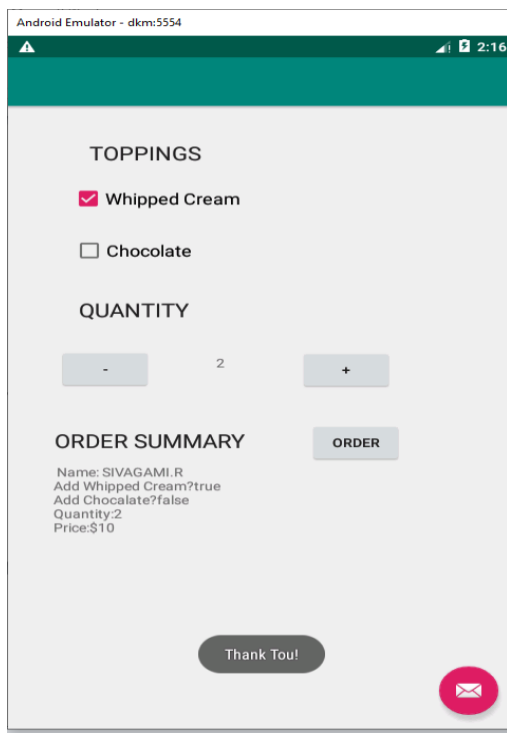 Android Emulator - dkm:5554
2:16
TOPPINGS
Whipped Cream
Chocolate
QUANTITY
- 2 +
ORDER SUMMARY ORDER
Name: SIVAGAMI.R
Add Whipped Cream?true
Add Chocalate?false
Quantity:2
Price:$10
Thank Tou!